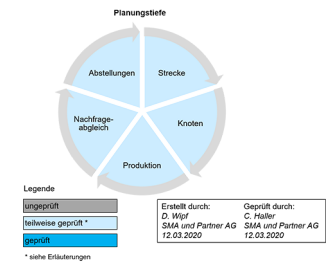 Planungstiefe
Abstellungen
Strecke
Nachfrage-
abgleich
Knoten
Produktion
Legende
ungeprüft
teilweise geprüft *
geprüft
* siehe Erläuterungen
Erstellt durch:
D. Wipf
SMA und Partner AG
12.03.2020
Geprüft durch:
C. Haller
SMA und Partner AG
12.03.2020